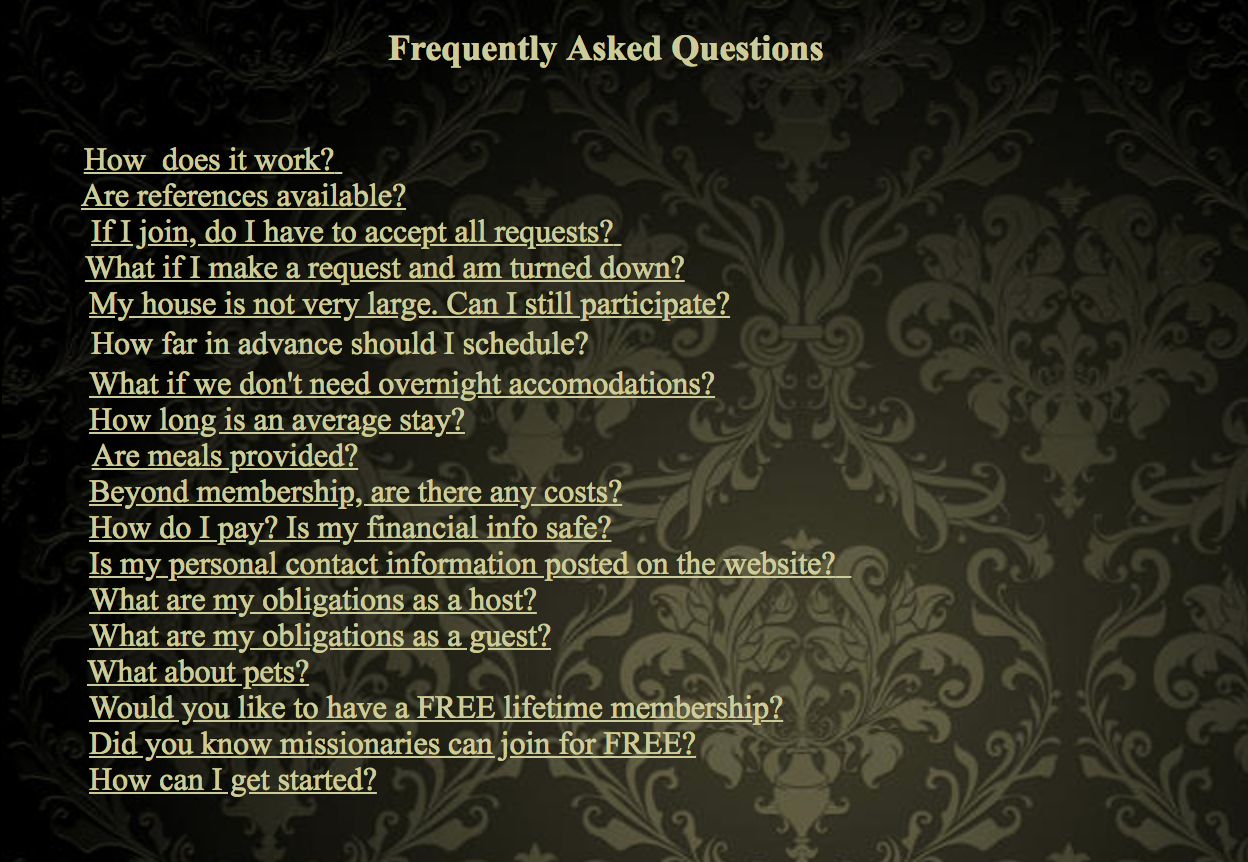 Frequently Asked Questions
How does it work?
Are references available?
If I join, do I have to accept all requests?
What if I make a request and am turned down?
My house is not very large. Can I still participate?
How far in advance should I schedule?
What if we don't need overnight accomodations?
How long is an average stay?
Are meals provided?
Beyond membership, are there any costs?
How do I pay? Is my financial info safe?
Is my personal contact information posted on the website?
What are my obligations as a host?
What are my obligations as a guest?
What about pets?
Would you like to have a FREE lifetime membership?
Did you know missionaries can join for FREE?
How can I get started?